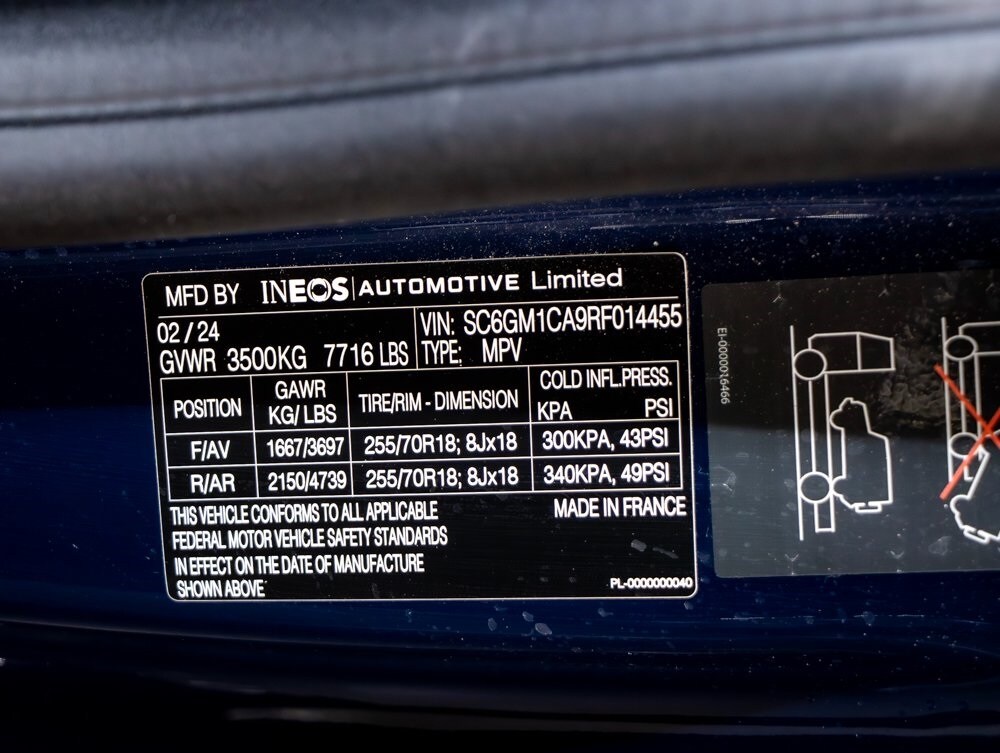 MFD BY INEOS AUTOMOTIVE Limited
02 / 24
GVWR 3500KG 7716 LBS
VIN: SC6GM1CA9RF014455
TYPE: MPV
POSITION GAWR KG/ LBS TIRE/RIM - DIMENSION COLD INFL.PRESS. KPA PSI
F/AV 1667/3697 255/70R18; 8Jx18 300KPA, 43PSI
R/AR 2150/4739 255/70R18; 8Jx18 340KPA, 49PSI
THIS VEHICLE CONFORMS TO ALL APPLICABLE
FEDERAL MOTOR VEHICLE SAFETY STANDARDS
IN EFFECT ON THE DATE OF MANUFACTURE
SHOWN ABOVE
MADE IN FRANCE
PL-0000000040
EI-0000016466